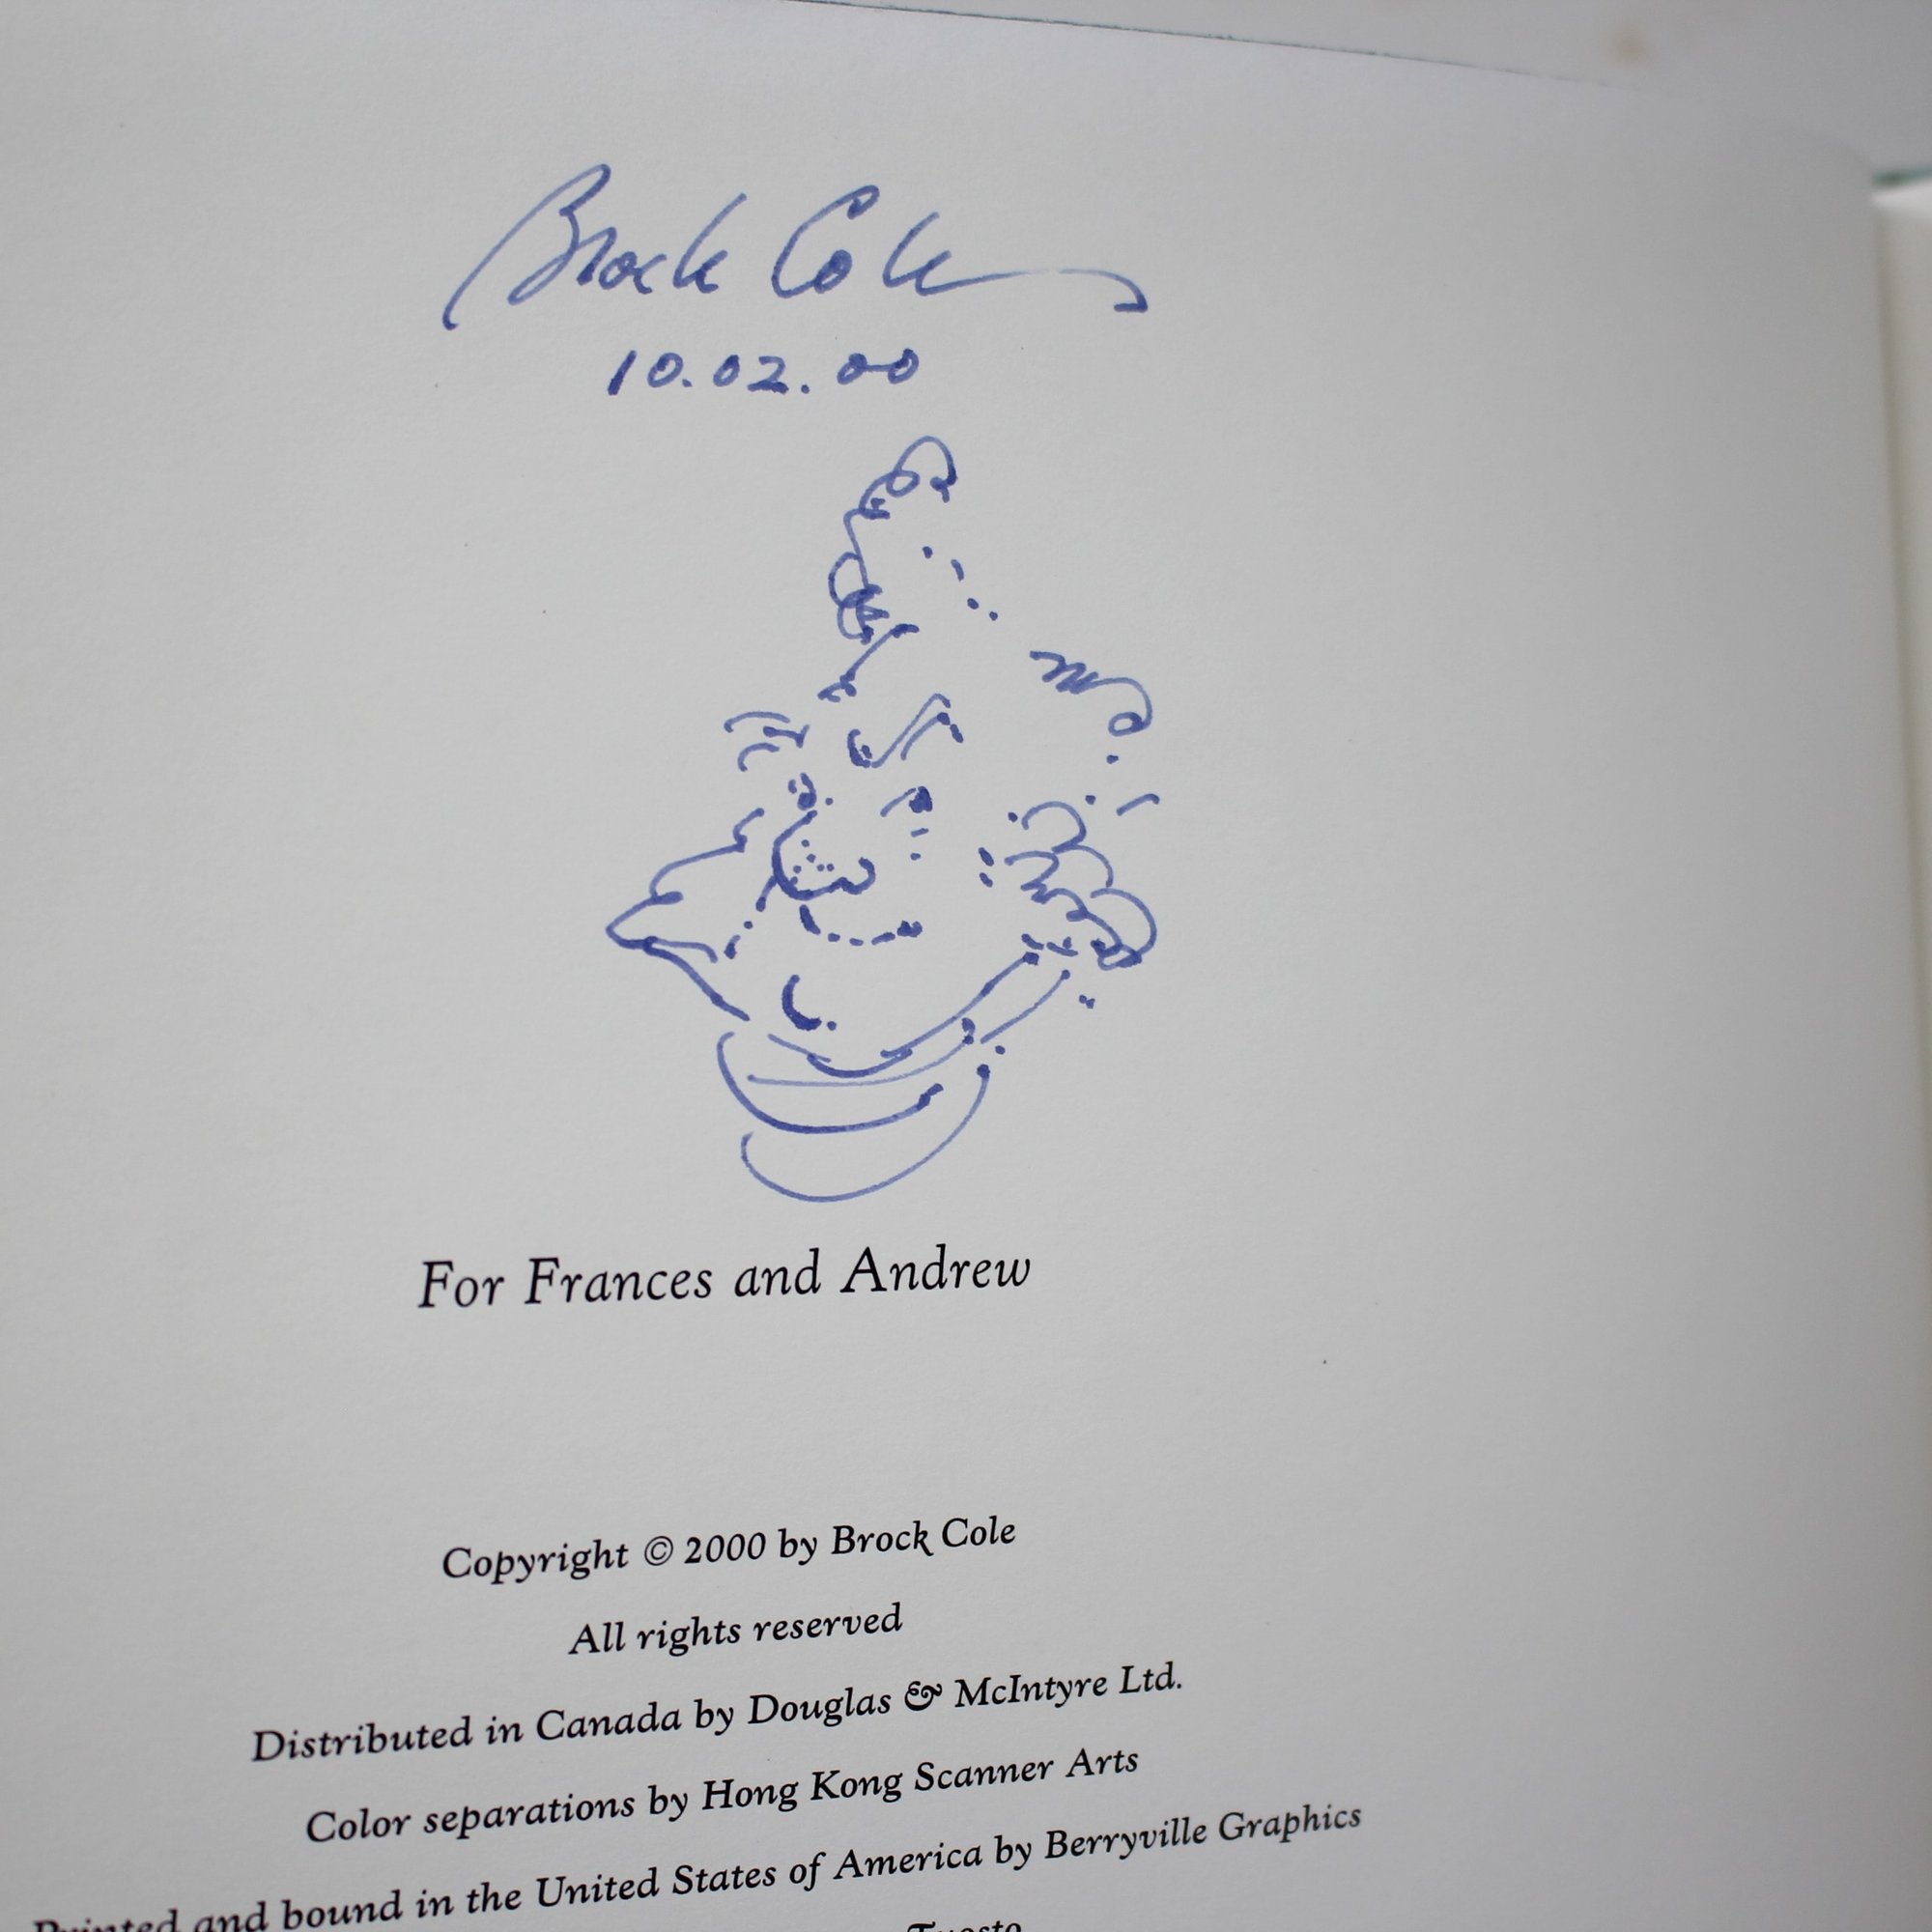 Brock Cole
10.02.00
For Frances and Andrew
Copyright © 2000 by Brock Cole
All rights reserved
Distributed in Canada by Douglas & McIntyre Ltd.
Color separations by Hong Kong Scanner Arts
Printed and bound in the United States of America by Berryville Graphics